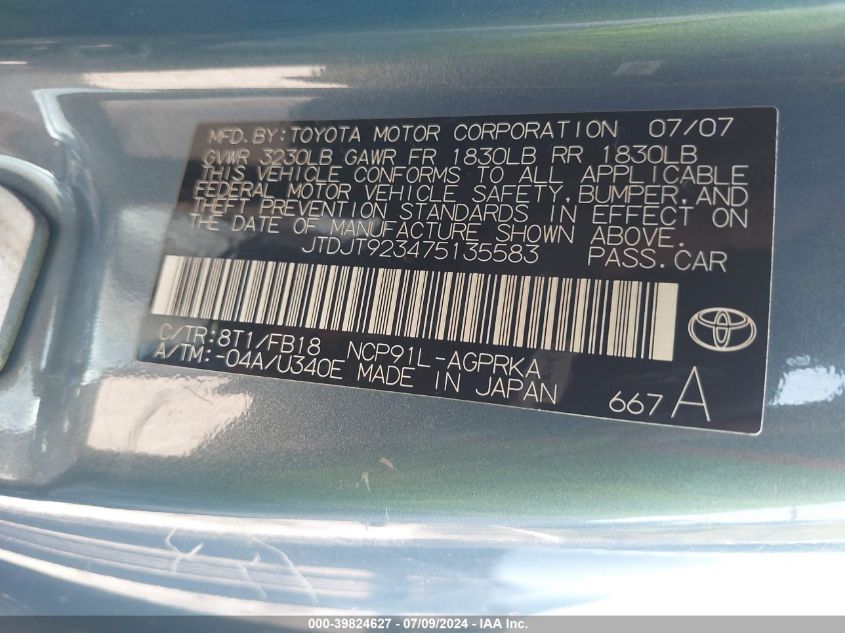 MFD.BY:TOYOTA MOTOR CORPORATION 07/07
GVWR 3230LB GAWR FR 1830LB RR 1830LB
THIS VEHICLE CONFORMS TO ALL APPLICABLE
FEDERAL MOTOR VEHICLE SAFETY,BUMPER,AND
THEFT PREVENTION STANDARDS IN EFFECT ON
THE DATE OF MANUFACTURE SHOWN ABOVE.
JTDJT923475135583 PASS.CAR
C/TR:8T1/FB18 NCP91L-AGPRKA
A/TM:-04A/U340E MADE IN JAPAN
667 A
000-39824627 - 07/09/2024 - IAA, Inc.